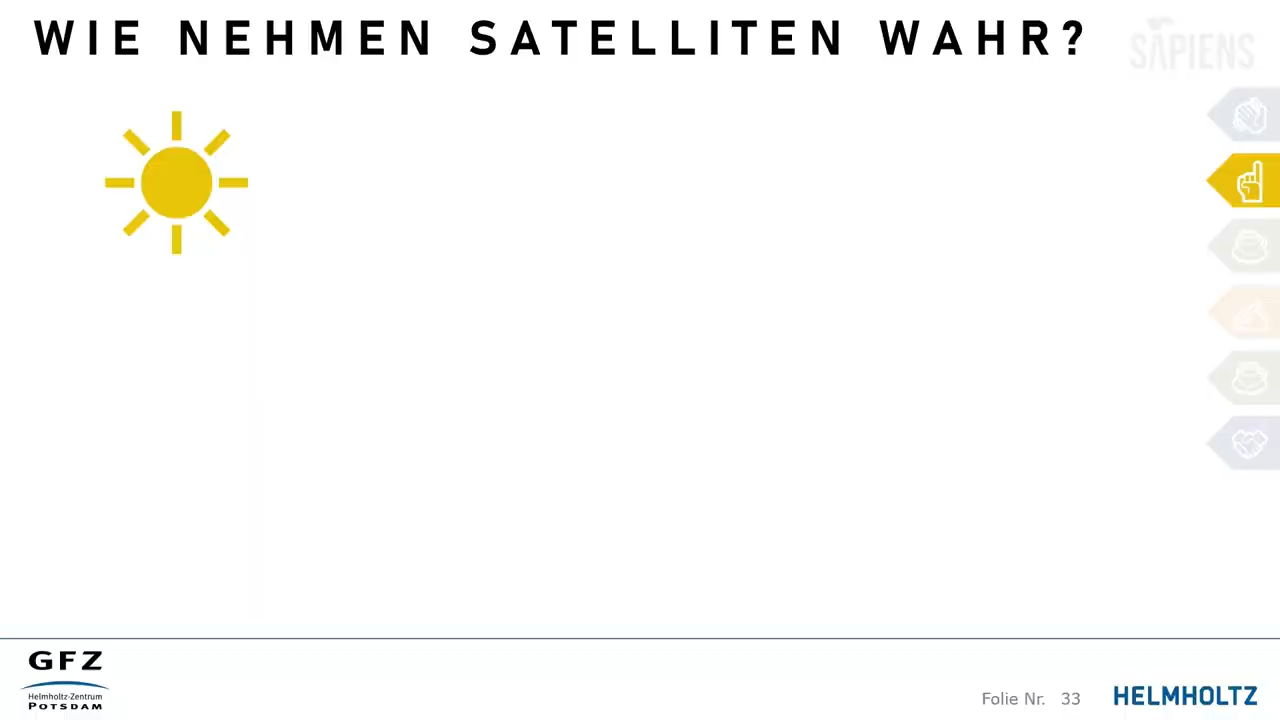 WIE NEHMEN SATELLITEN WAHR?
SAPIENS
GFZ
Helmholtz-Zentrum
POTSDAM
Folie Nr. 33
HELMHOLTZ